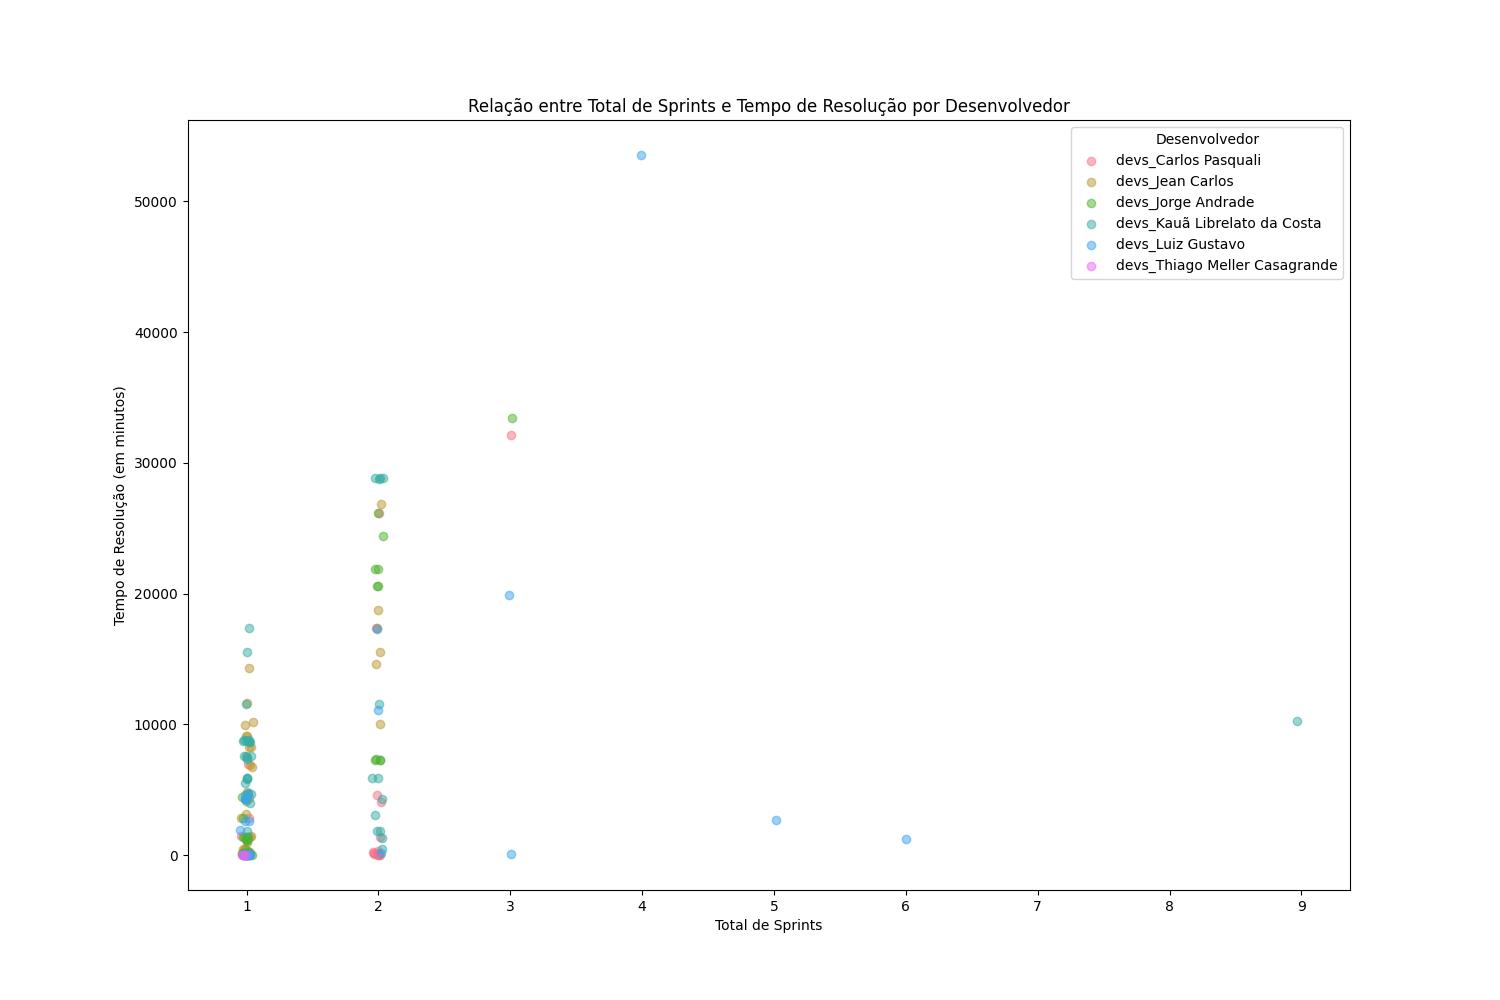 Relação entre Total de Sprints e Tempo de Resolução por Desenvolvedor
Desenvolvedor
devs_Carlos Pasquali
devs_Jean Carlos
devs_Jorge Andrade
devs_Kauã Librelato da Costa
devs_Luiz Gustavo
devs_Thiago Meller Casagrande
Tempo de Resolução (em minutos)
50000
40000
30000
20000
10000
0
1 2 3 4 5 6 7 8 9
Total de Sprints